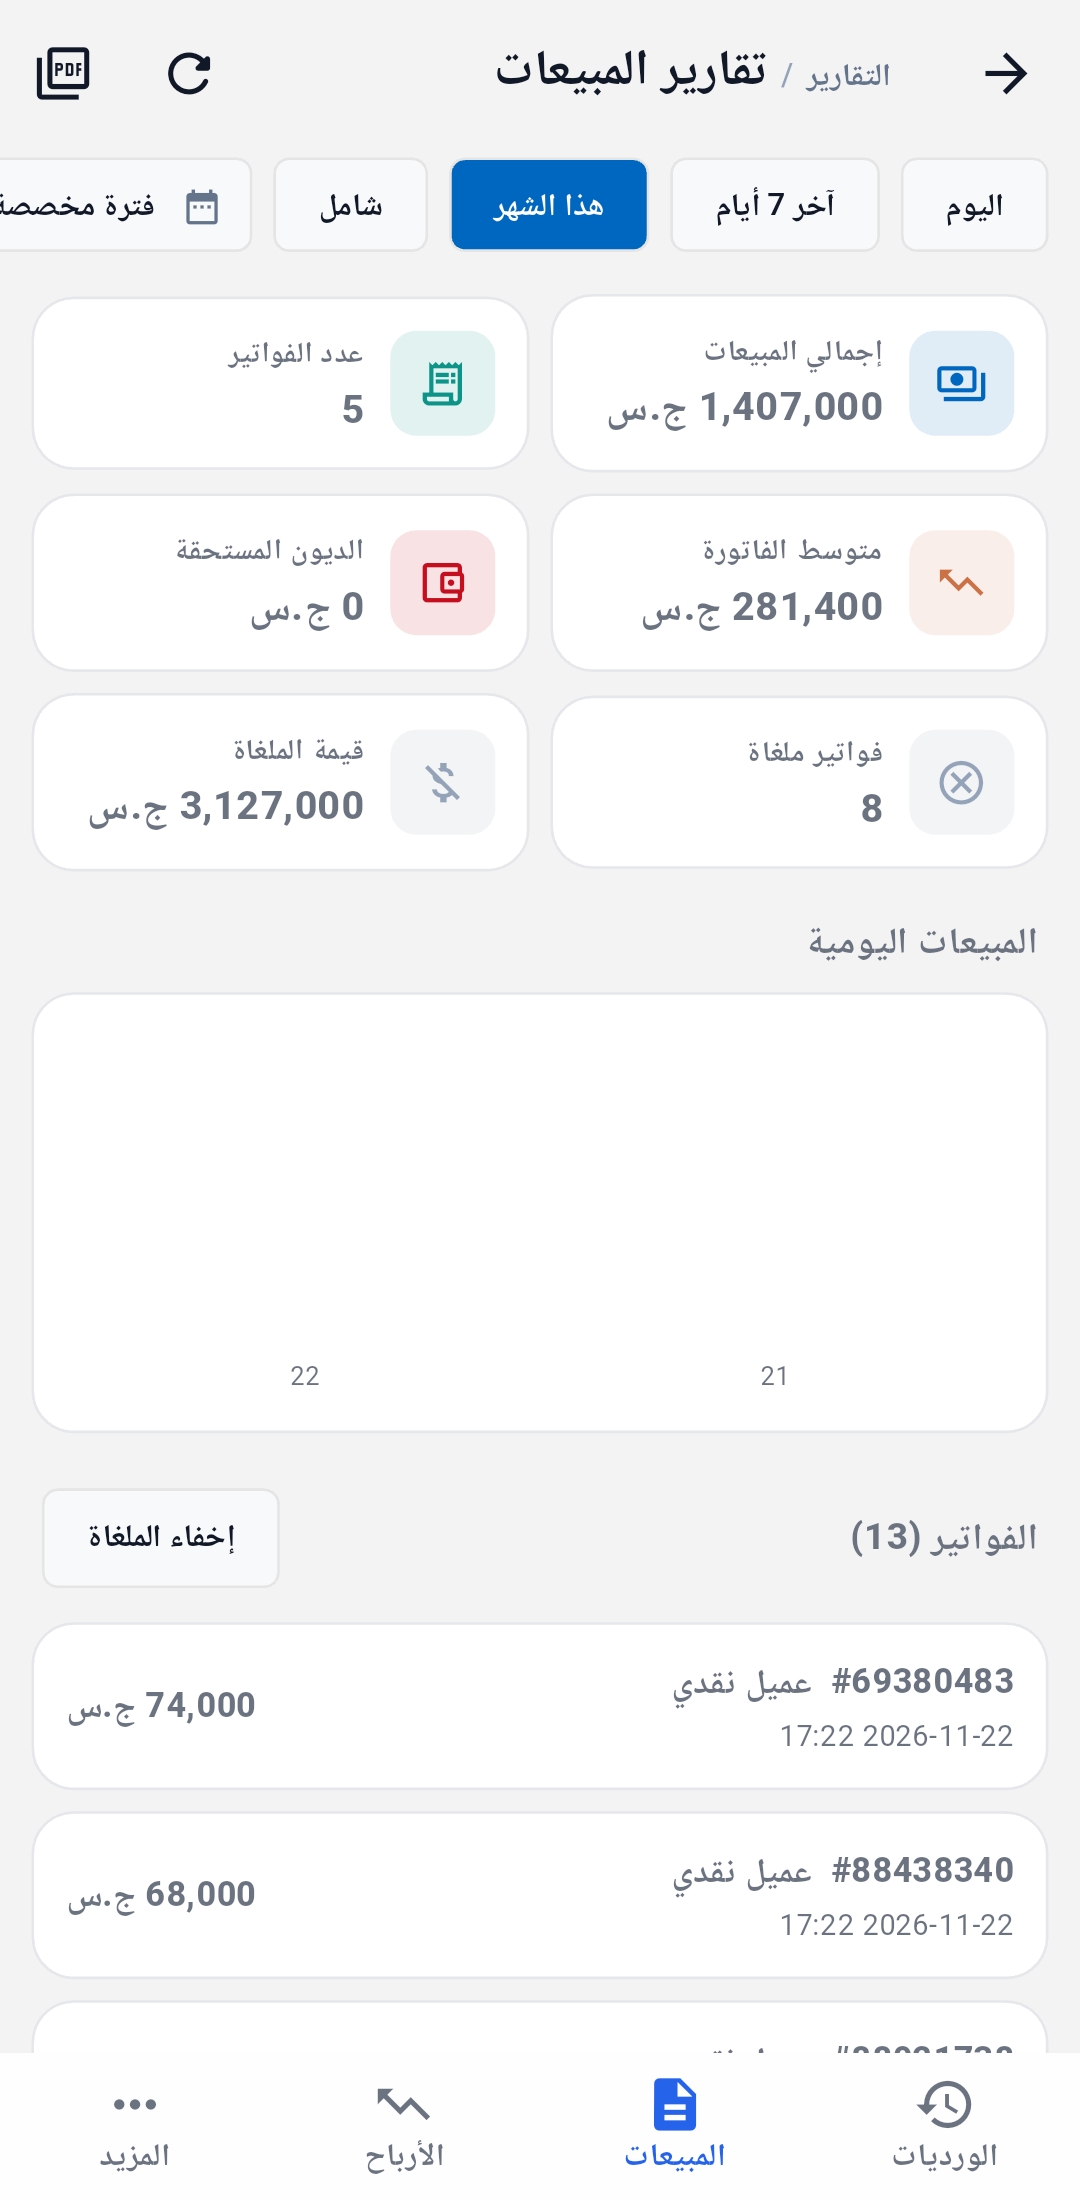 التقارير / تقارير المبيعات
PDF
اليوم
آخر 7 أيام
هذا الشهر
شامل
فترة مخصصة
إجمالي المبيعات
1,407,000 ج.س
عدد الفواتير
5
متوسط الفاتورة
281,400 ج.س
الديون المستحقة
0 ج.س
فواتير ملغاة
8
قيمة الملغاة
3,127,000 ج.س
المبيعات اليومية
21
22
الفواتير (13)
إخفاء الملغاة
#69380483 عميل نقدي
74,000 ج.س
2026-11-22 17:22
#88438340 عميل نقدي
68,000 ج.س
2026-11-22 17:22
الورديات
المبيعات
الأرباح
المزيد